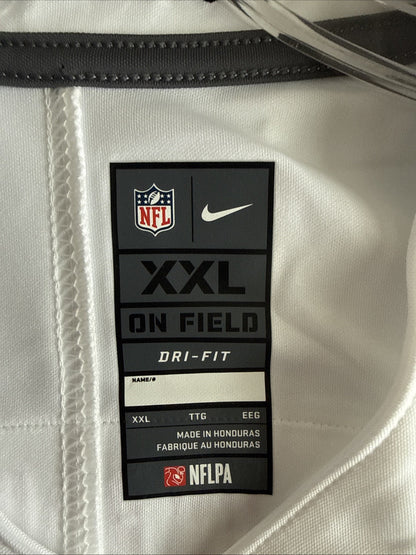 NFL
XXL
ON FIELD
DRI-FIT
NAME/#
XXL TTG EEG
MADE IN HONDURAS
FABRIQUE AU HONDURAS
NFLPA